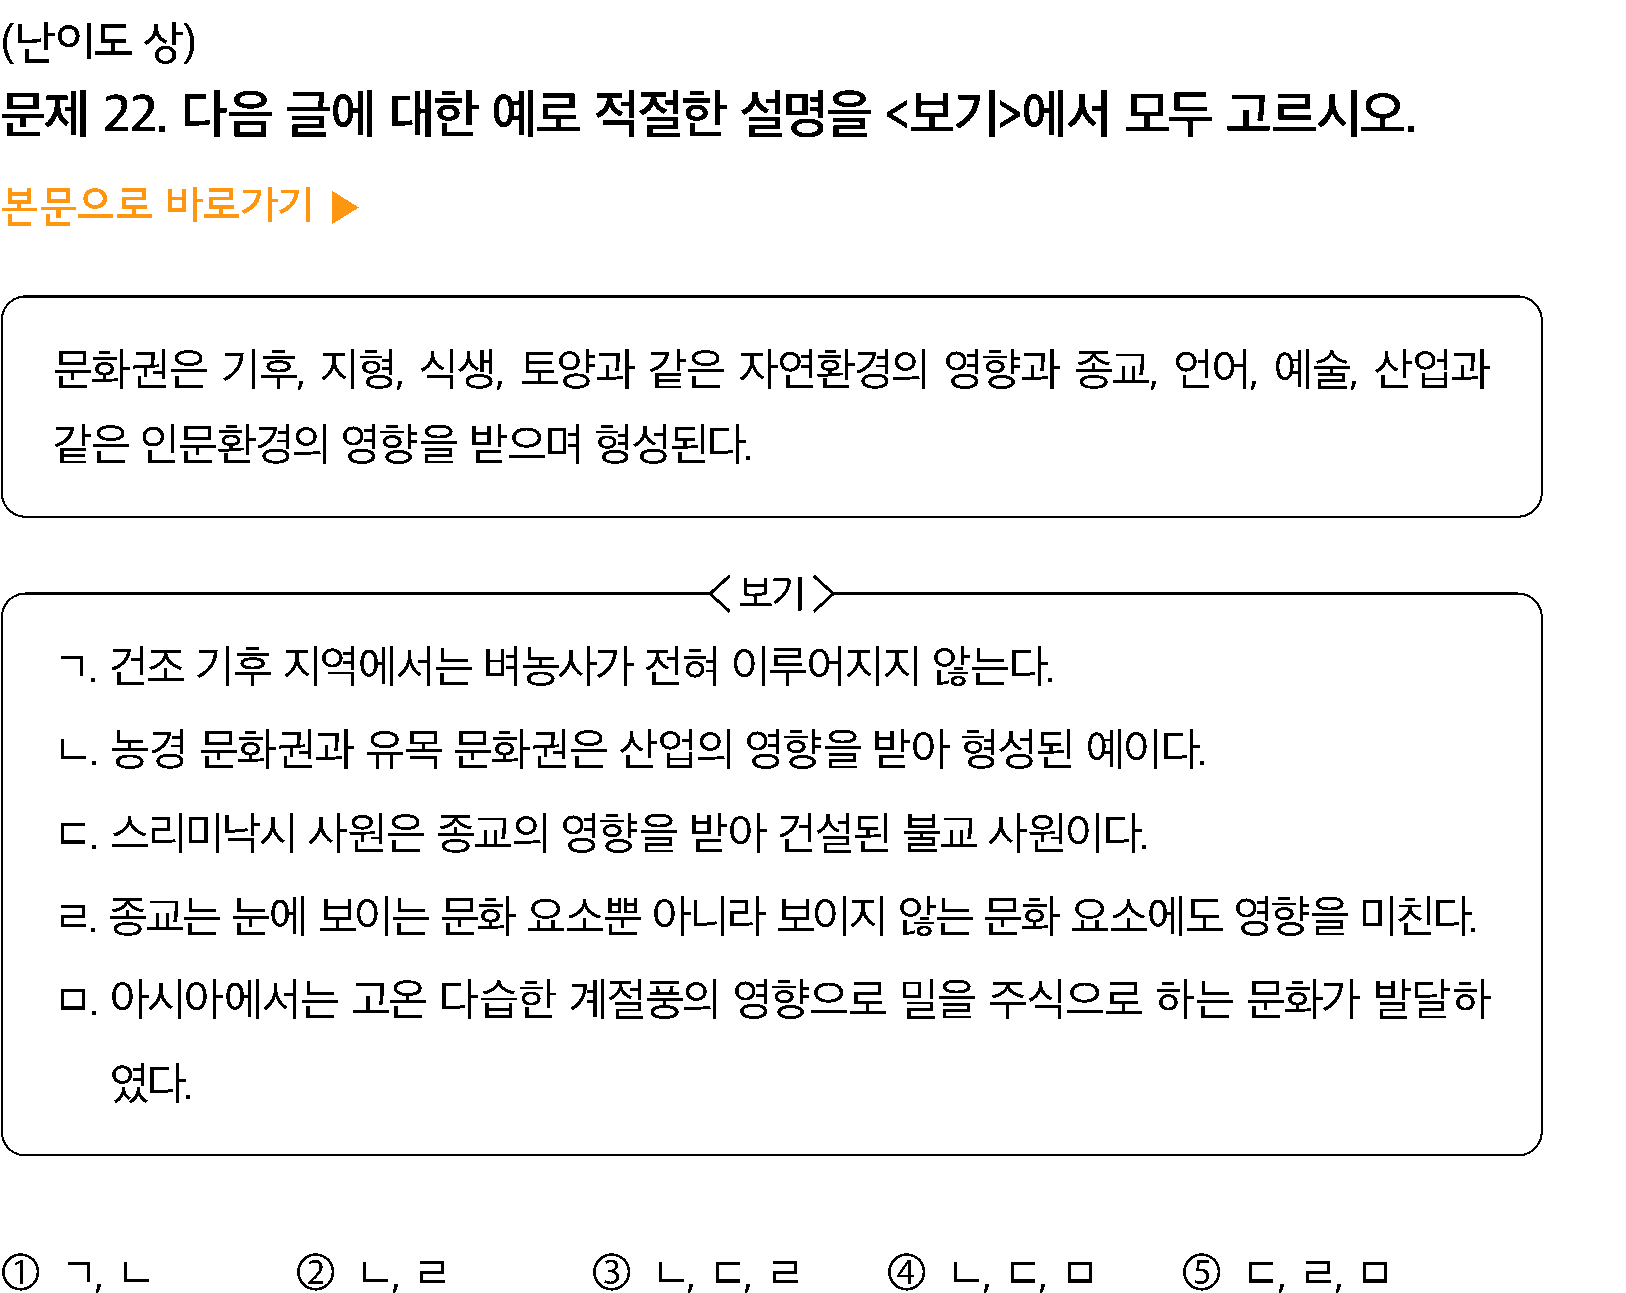 (난이도 상)
문제 22. 다음 글에 대한 예로 적절한 설명을 <보기>에서 모두 고르시오.
본문으로 바로가기 ▶
문화권은 기후, 지형, 식생, 토양과 같은 자연환경의 영향과 종교, 언어, 예술, 산업과
같은 인문환경의 영향을 받으며 형성된다.
<보기>
ㄱ. 건조 기후 지역에서는 벼농사가 전혀 이루어지지 않는다.
ㄴ. 농경 문화권과 유목 문화권은 산업의 영향을 받아 형성된 예이다.
ㄷ. 스리미낙시 사원은 종교의 영향을 받아 건설된 불교 사원이다.
ㄹ. 종교는 눈에 보이는 문화 요소뿐 아니라 보이지 않는 문화 요소에도 영향을 미친다.
ㅁ. 아시아에서는 고온 다습한 계절풍의 영향으로 밀을 주식으로 하는 문화가 발달하
였다.
① ㄱ, ㄴ ② ㄴ, ㄹ ③ ㄴ, ㄷ, ㄹ ④ ㄴ, ㄷ, ㅁ ⑤ ㄷ, ㄹ, ㅁ